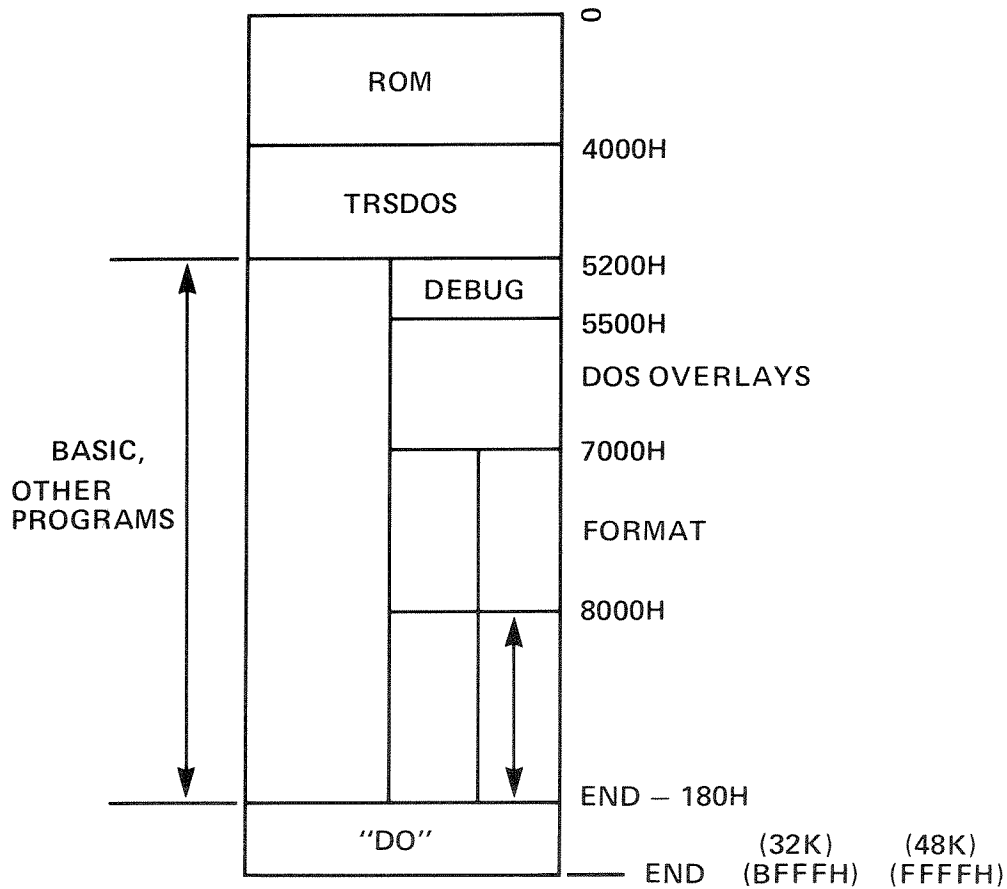 0
ROM
4000H
TRSDOS
5200H
DEBUG
5500H
DOS OVERLAYS
BASIC,
OTHER
PROGRAMS
7000H
FORMAT
8000H
END – 180H
"DO"
(32K) (48K)
END (BFFFH) (FFFFH)